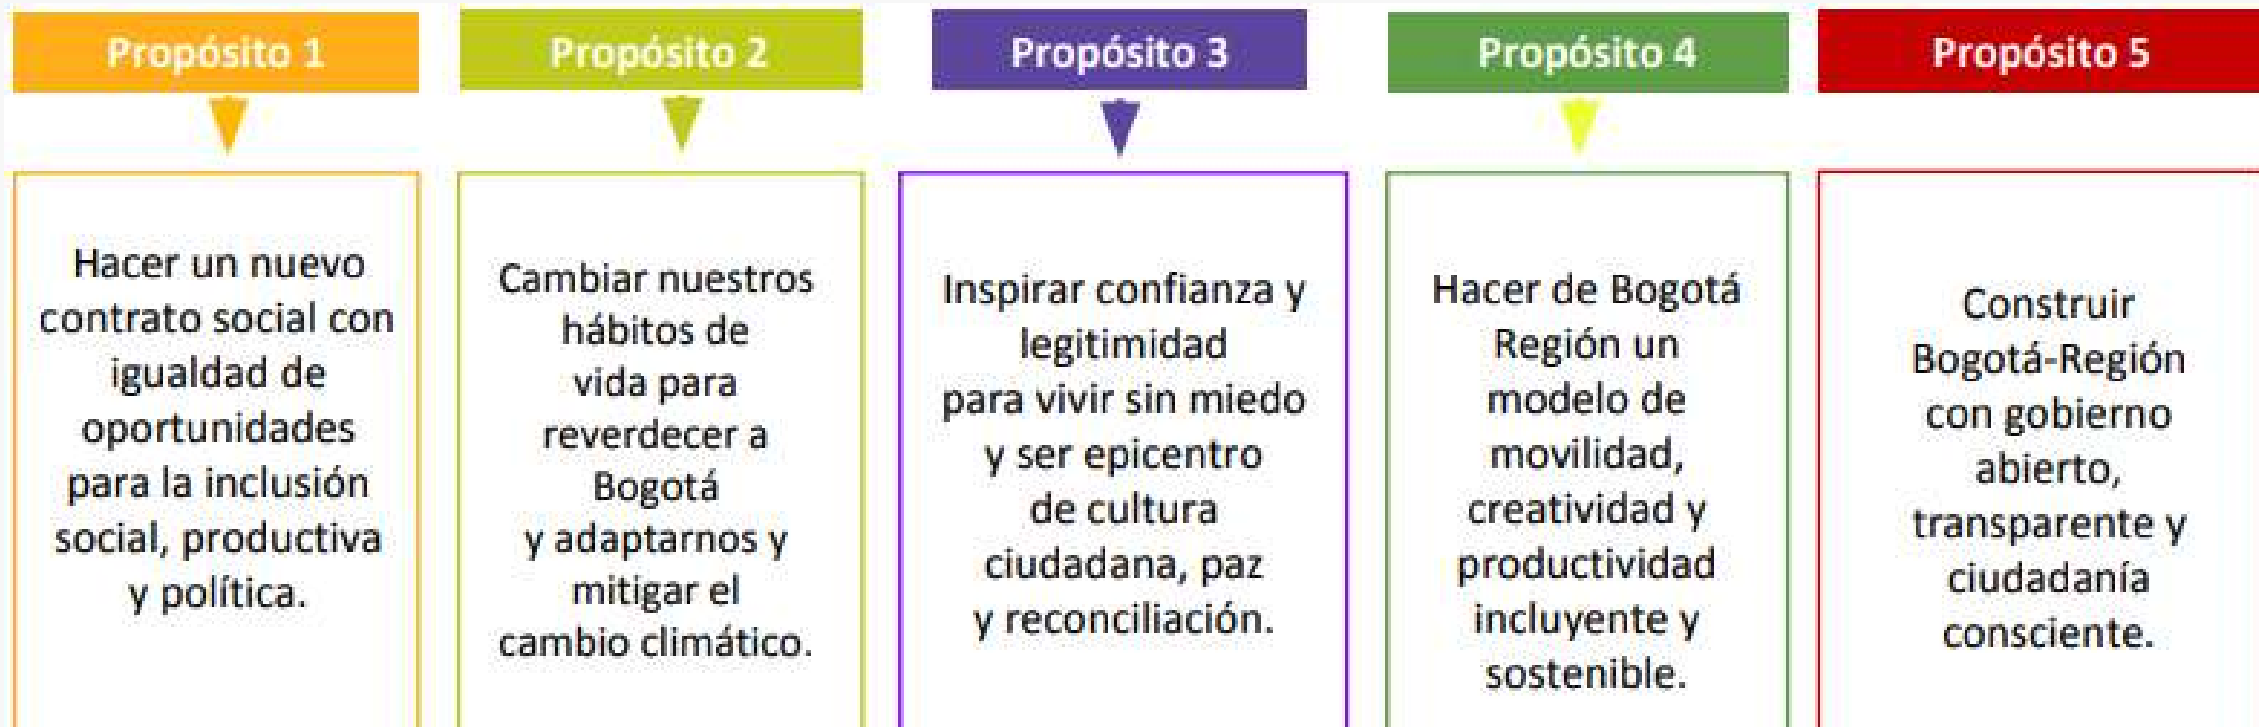 Propósito 1
Hacer un nuevo
contrato social con
igualdad de
oportunidades
para la inclusión
social, productiva
y política.
Propósito 2
Cambiar nuestros
hábitos de
vida para
reverdecer a
Bogotá
y adaptarnos y
mitigar el
cambio climático.
Propósito 3
Inspirar confianza y
legitimidad
para vivir sin miedo
y ser epicentro
de cultura
ciudadana, paz
y reconciliación.
Propósito 4
Hacer de Bogotá
Región un
modelo de
movilidad,
creatividad y
productividad
incluyente y
sostenible.
Propósito 5
Construir
Bogotá-Región
con gobierno
abierto,
transparente y
ciudadanía
consciente.